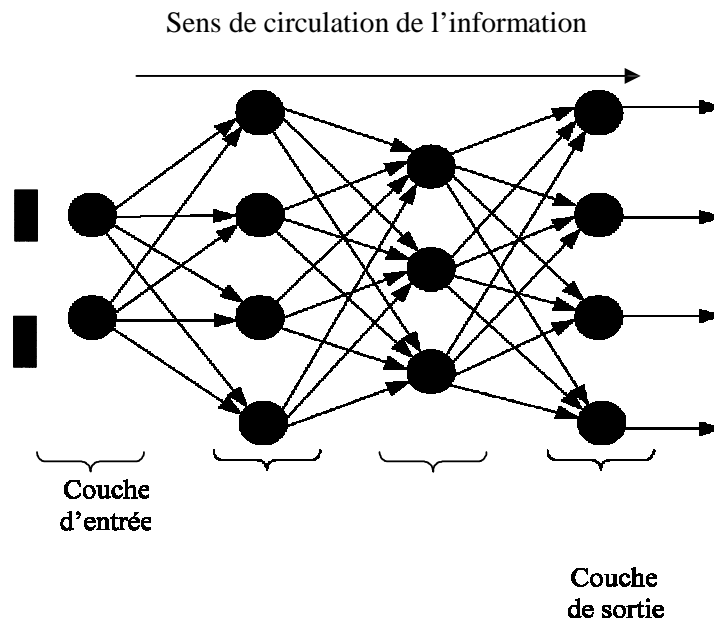 Sens de circulation de l’information
Couche
d’entrée
Couche
de sortie